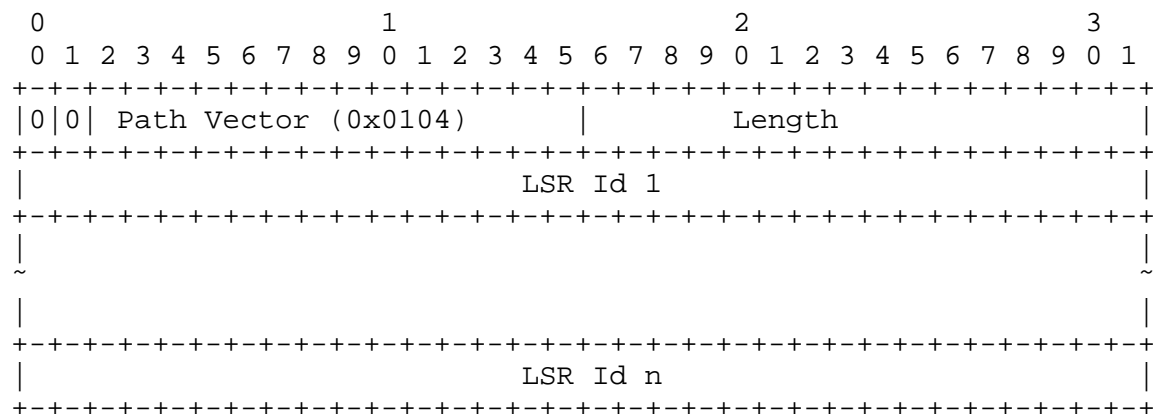 0                   1                   2                   3
 0 1 2 3 4 5 6 7 8 9 0 1 2 3 4 5 6 7 8 9 0 1 2 3 4 5 6 7 8 9 0 1
+-+-+-+-+-+-+-+-+-+-+-+-+-+-+-+-+-+-+-+-+-+-+-+-+-+-+-+-+-+-+-+-+
|0|0| Path Vector (0x0104)      |        Length                 |
+-+-+-+-+-+-+-+-+-+-+-+-+-+-+-+-+-+-+-+-+-+-+-+-+-+-+-+-+-+-+-+-+
|                            LSR Id 1                           |
+-+-+-+-+-+-+-+-+-+-+-+-+-+-+-+-+-+-+-+-+-+-+-+-+-+-+-+-+-+-+-+-+
|                                                               |
~                                                               ~
|                                                               |
+-+-+-+-+-+-+-+-+-+-+-+-+-+-+-+-+-+-+-+-+-+-+-+-+-+-+-+-+-+-+-+-+
|                            LSR Id n                           |
+-+-+-+-+-+-+-+-+-+-+-+-+-+-+-+-+-+-+-+-+-+-+-+-+-+-+-+-+-+-+-+-+